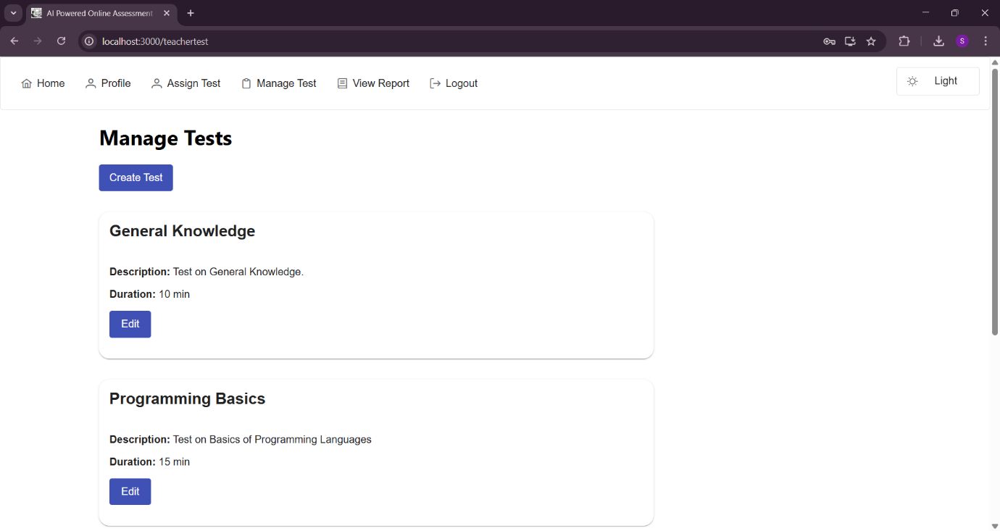 AI Powered Online Assessment
localhost:3000/teachertest
S
Home Profile Assign Test Manage Test View Report Logout Light
Manage Tests
Create Test
General Knowledge
Description: Test on General Knowledge.
Duration: 10 min
Edit
Programming Basics
Description: Test on Basics of Programming Languages
Duration: 15 min
Edit